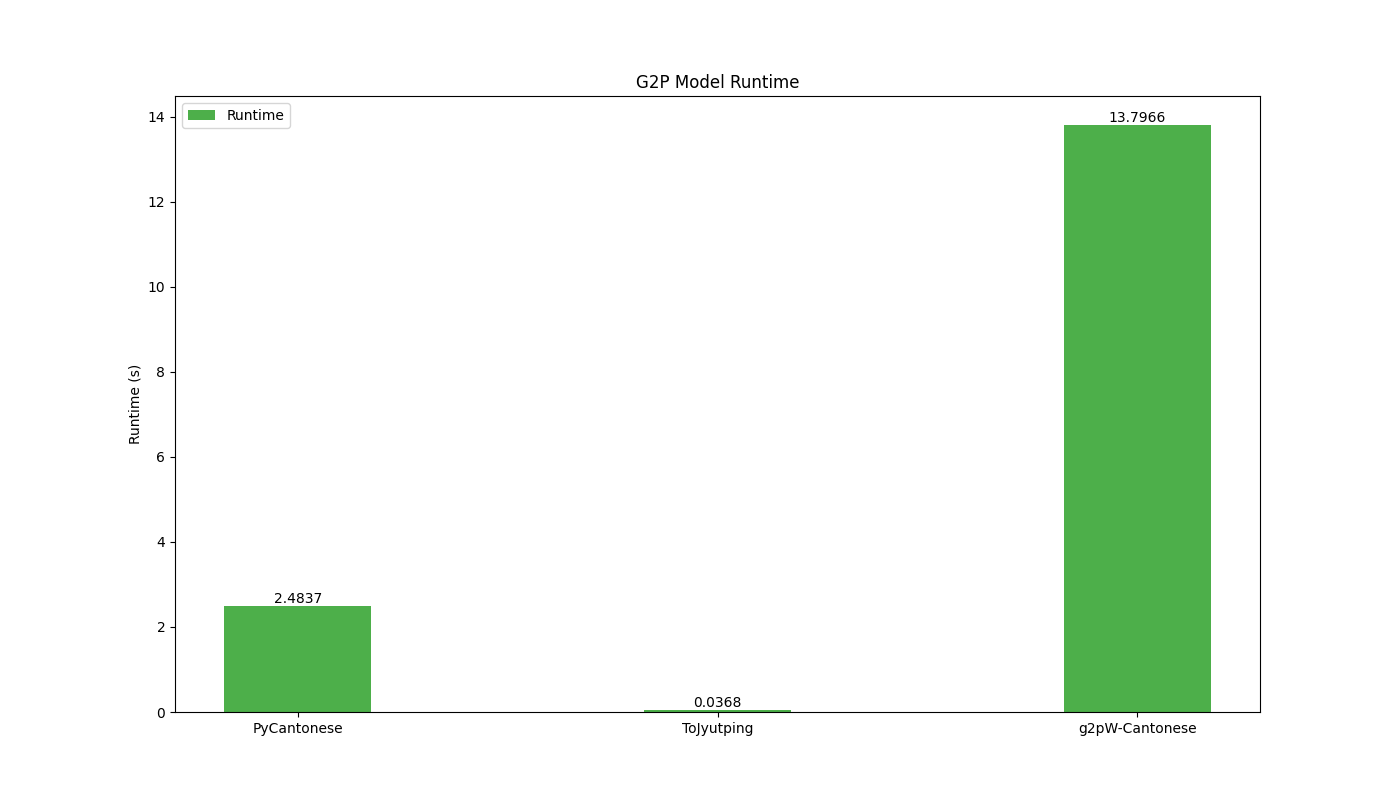 G2P Model Runtime
Runtime
14
12
10
8
6
4
2
0
Runtime (s)
2.4837
0.0368
13.7966
PyCantonese
ToJyutping
g2pW-Cantonese